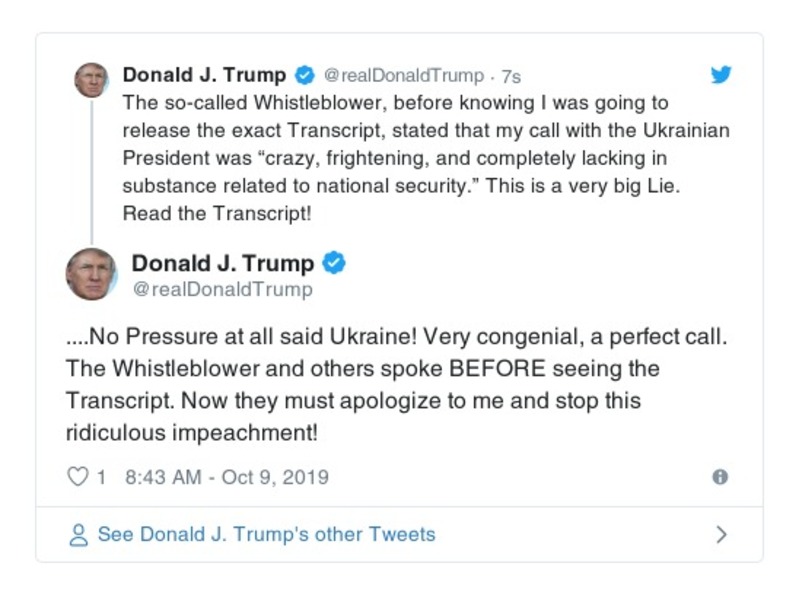 Donald J. Trump @realDonaldTrump · 7s
The so-called Whistleblower, before knowing I was going to
release the exact Transcript, stated that my call with the Ukrainian
President was “crazy, frightening, and completely lacking in
substance related to national security.” This is a very big Lie.
Read the Transcript!
Donald J. Trump
@realDonaldTrump
....No Pressure at all said Ukraine! Very congenial, a perfect call.
The Whistleblower and others spoke BEFORE seeing the
Transcript. Now they must apologize to me and stop this
ridiculous impeachment!
1 8:43 AM - Oct 9, 2019
See Donald J. Trump's other Tweets